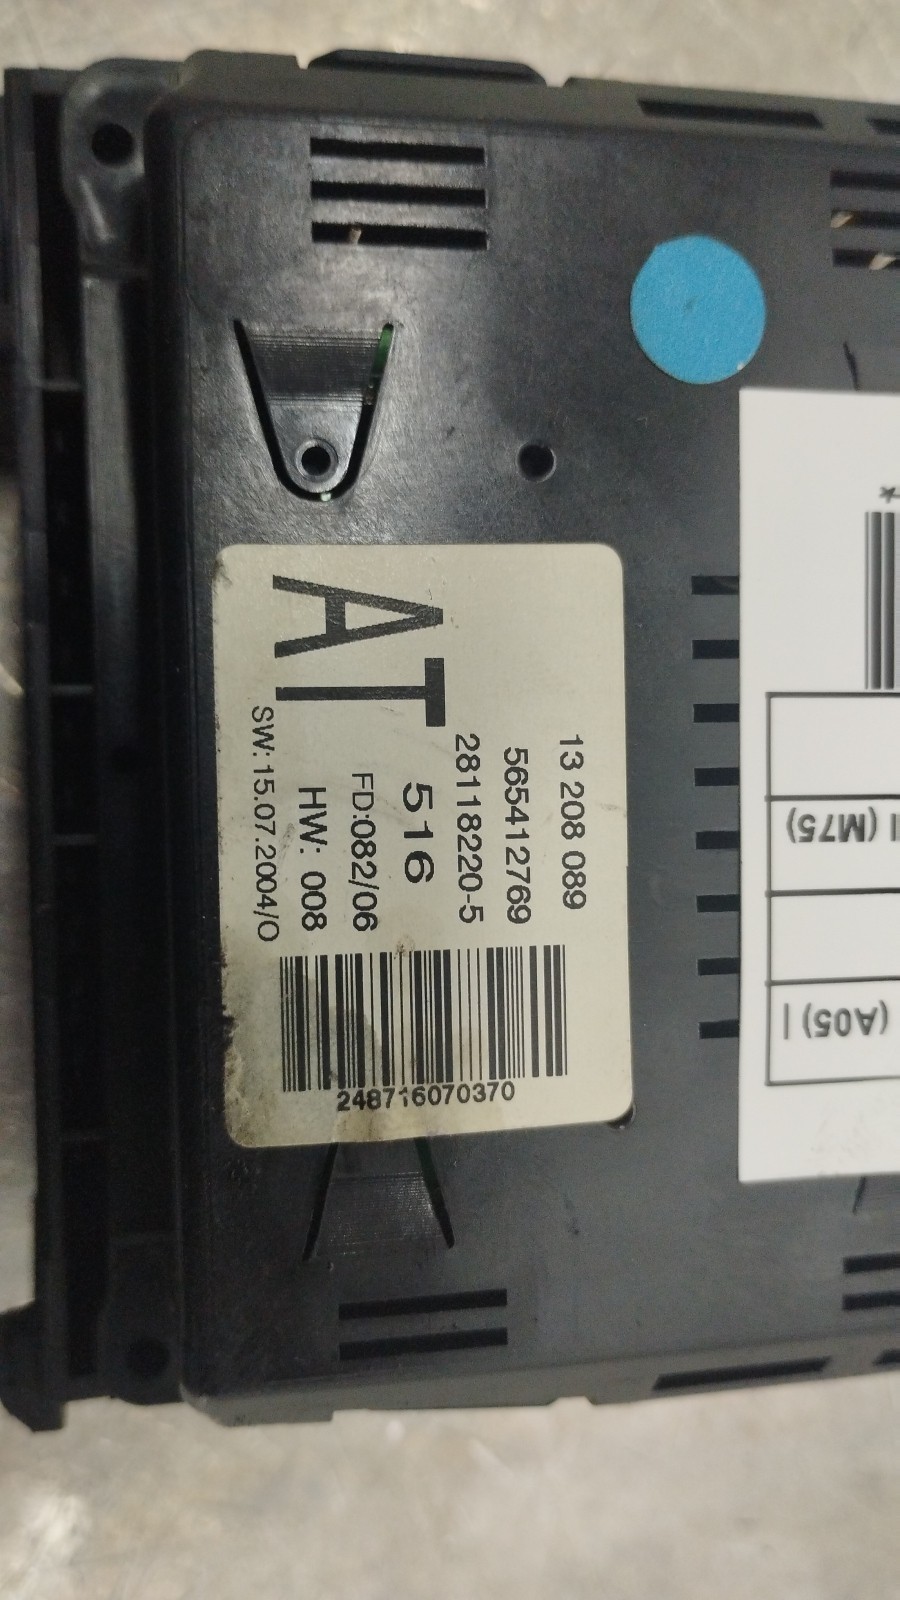 13 208 089
565412769
28118220-5
AT 516
FD:082/06
HW: 008
SW: 15.07.2004/O
248716070370
(M75)
(A05) |